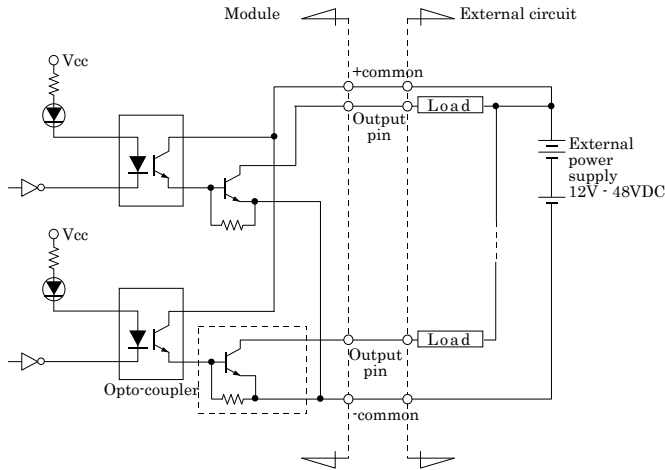 Module
External circuit
Vcc
+common
Load
Output
pin
External
power
supply
12V - 48VDC
Vcc
Load
Output
pin
Opto-coupler
-common